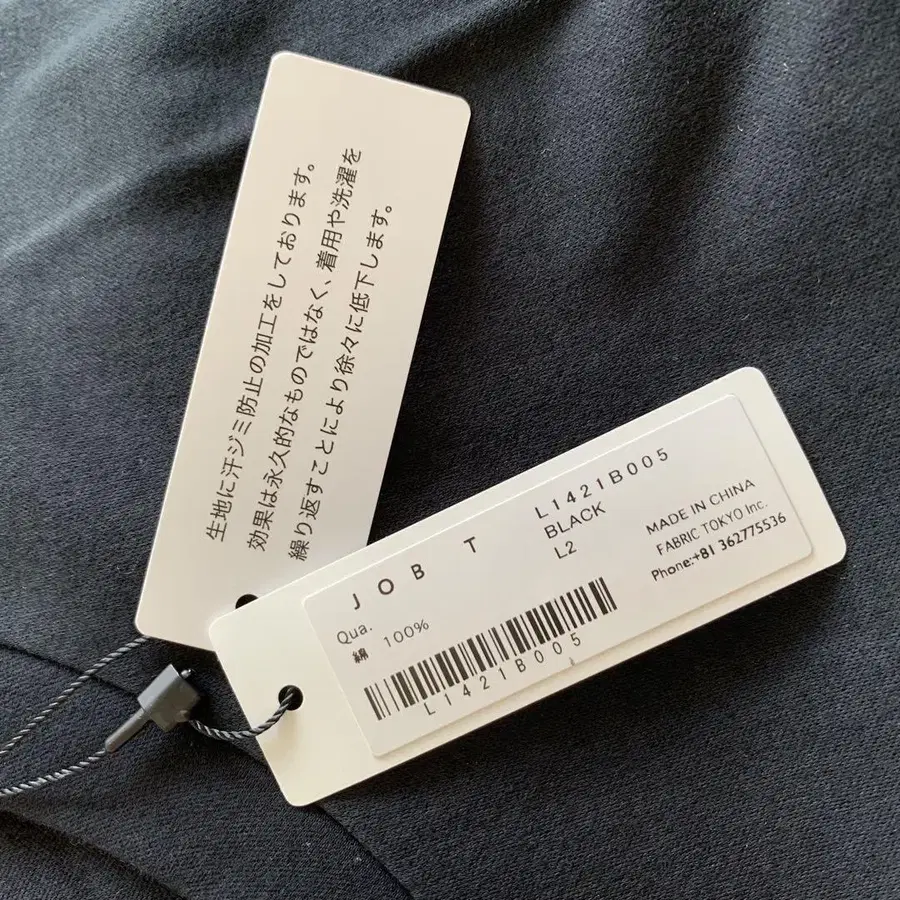 生地に汗ジミ防止の加工をしております。
効果は永久的なものではなく、着用や洗濯を
繰り返すことにより徐々に低下します。
JOB T
L1421B005
BLACK
L2
MADE IN CHINA
FABRIC TOKYO Inc.
Phone:+81 362775536
Qua.
綿 100%
L1421B005